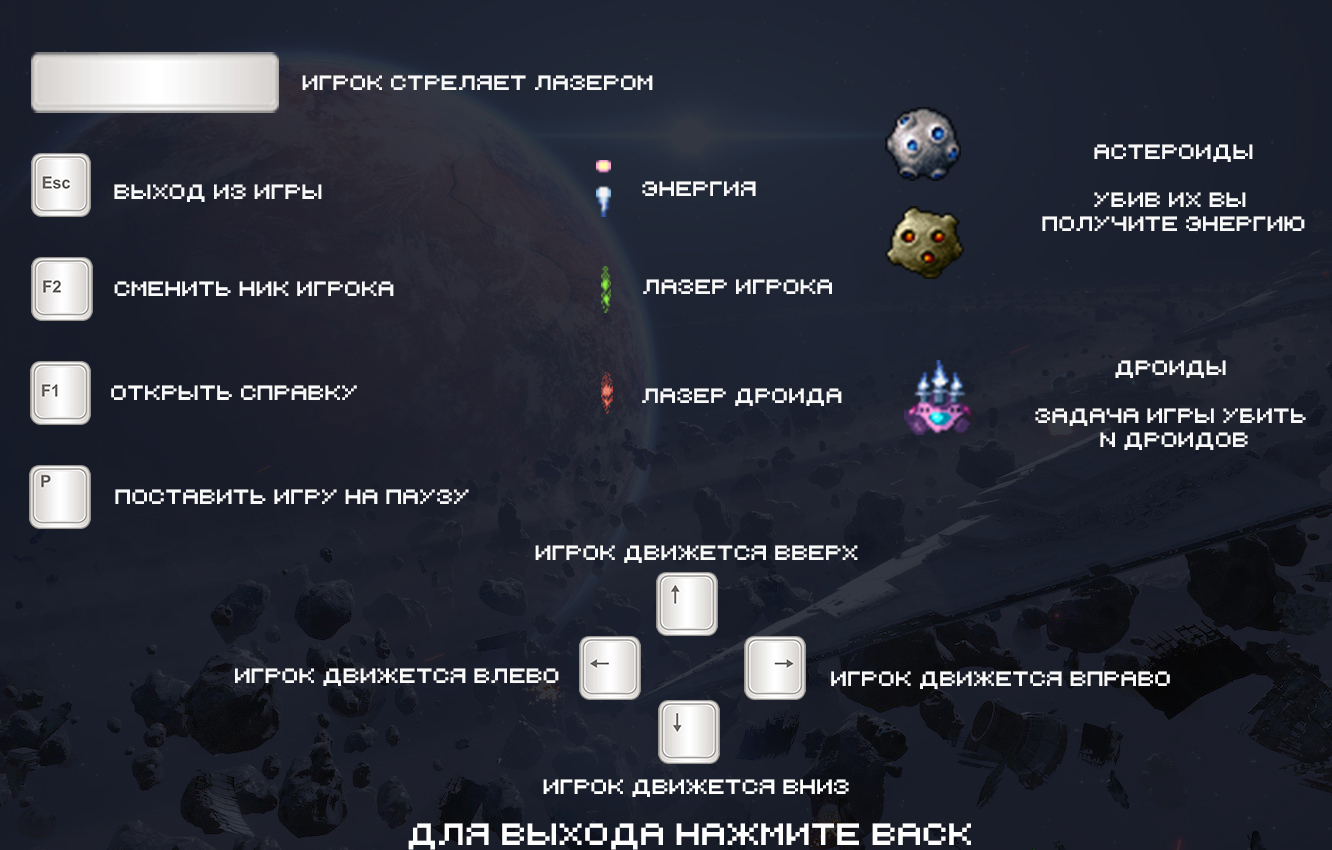 ИГРОК СТРЕЛЯЕТ ЛАЗЕРОМ
Esc
ВЫХОД ИЗ ИГРЫ
F2
СМЕНИТЬ НИК ИГРОКА
F1
ОТКРЫТЬ СПРАВКУ
P
ПОСТАВИТЬ ИГРУ НА ПАУЗУ
ЭНЕРГИЯ
ЛАЗЕР ИГРОКА
ЛАЗЕР ДРОИДА
АСТЕРОИДЫ
УБИВ ИХ ВЫ
ПОЛУЧИТЕ ЭНЕРГИЮ
ДРОИДЫ
ЗАДАЧА ИГРЫ УБИТЬ
N ДРОИДОВ
ИГРОК ДВИЖЕТСЯ ВВЕРХ
↑
ИГРОК ДВИЖЕТСЯ ВЛЕВО
←
→
ИГРОК ДВИЖЕТСЯ ВПРАВО
↓
ИГРОК ДВИЖЕТСЯ ВНИЗ
ДЛЯ ВЫХОДА НАЖМИТЕ BACK